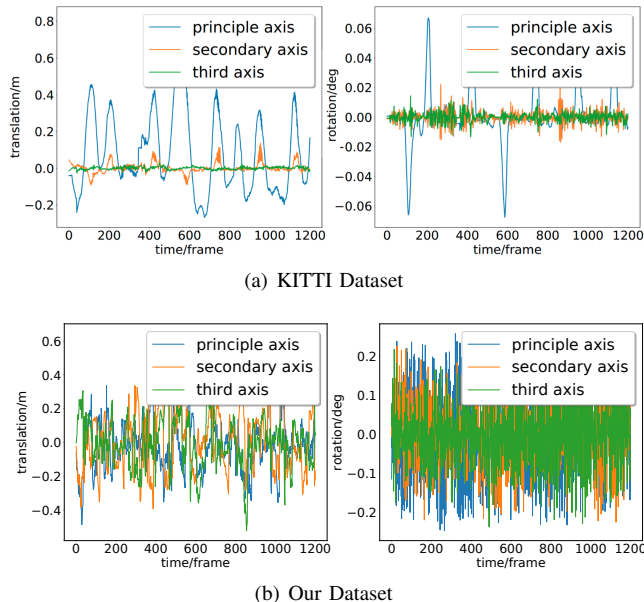 0.8
0.6
0.4
0.2
0.0
−0.2
translation/m
principle axis
secondary axis
third axis
0 200 400 600 800 1000 1200
time/frame
0.06
0.04
0.02
0.00
−0.02
−0.04
−0.06
rotation/deg
principle axis
secondary axis
third axis
0 200 400 600 800 1000 1200
time/frame
(a) KITTI Dataset
0.6
0.4
0.2
0.0
−0.2
−0.4
translation/m
principle axis
secondary axis
third axis
0 200 400 600 800 1000 1200
time/frame
0.2
0.1
0.0
−0.1
−0.2
rotation/deg
principle axis
secondary axis
third axis
0 200 400 600 800 1000 1200
time/frame
(b) Our Dataset